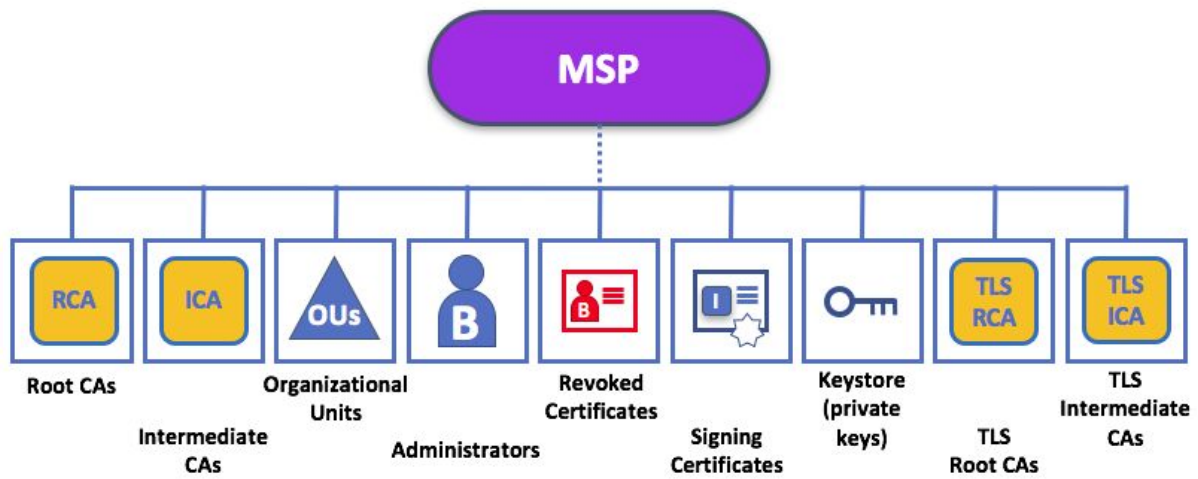 MSP
RCA
ICA
OUs
B
B
I
TLS
RCA
TLS
ICA
Root CAs
Intermediate
CAs
Organizational
Units
Administrators
Revoked
Certificates
Signing
Certificates
Keystore
(private
keys)
TLS
Root CAs
TLS
Intermediate
CAs